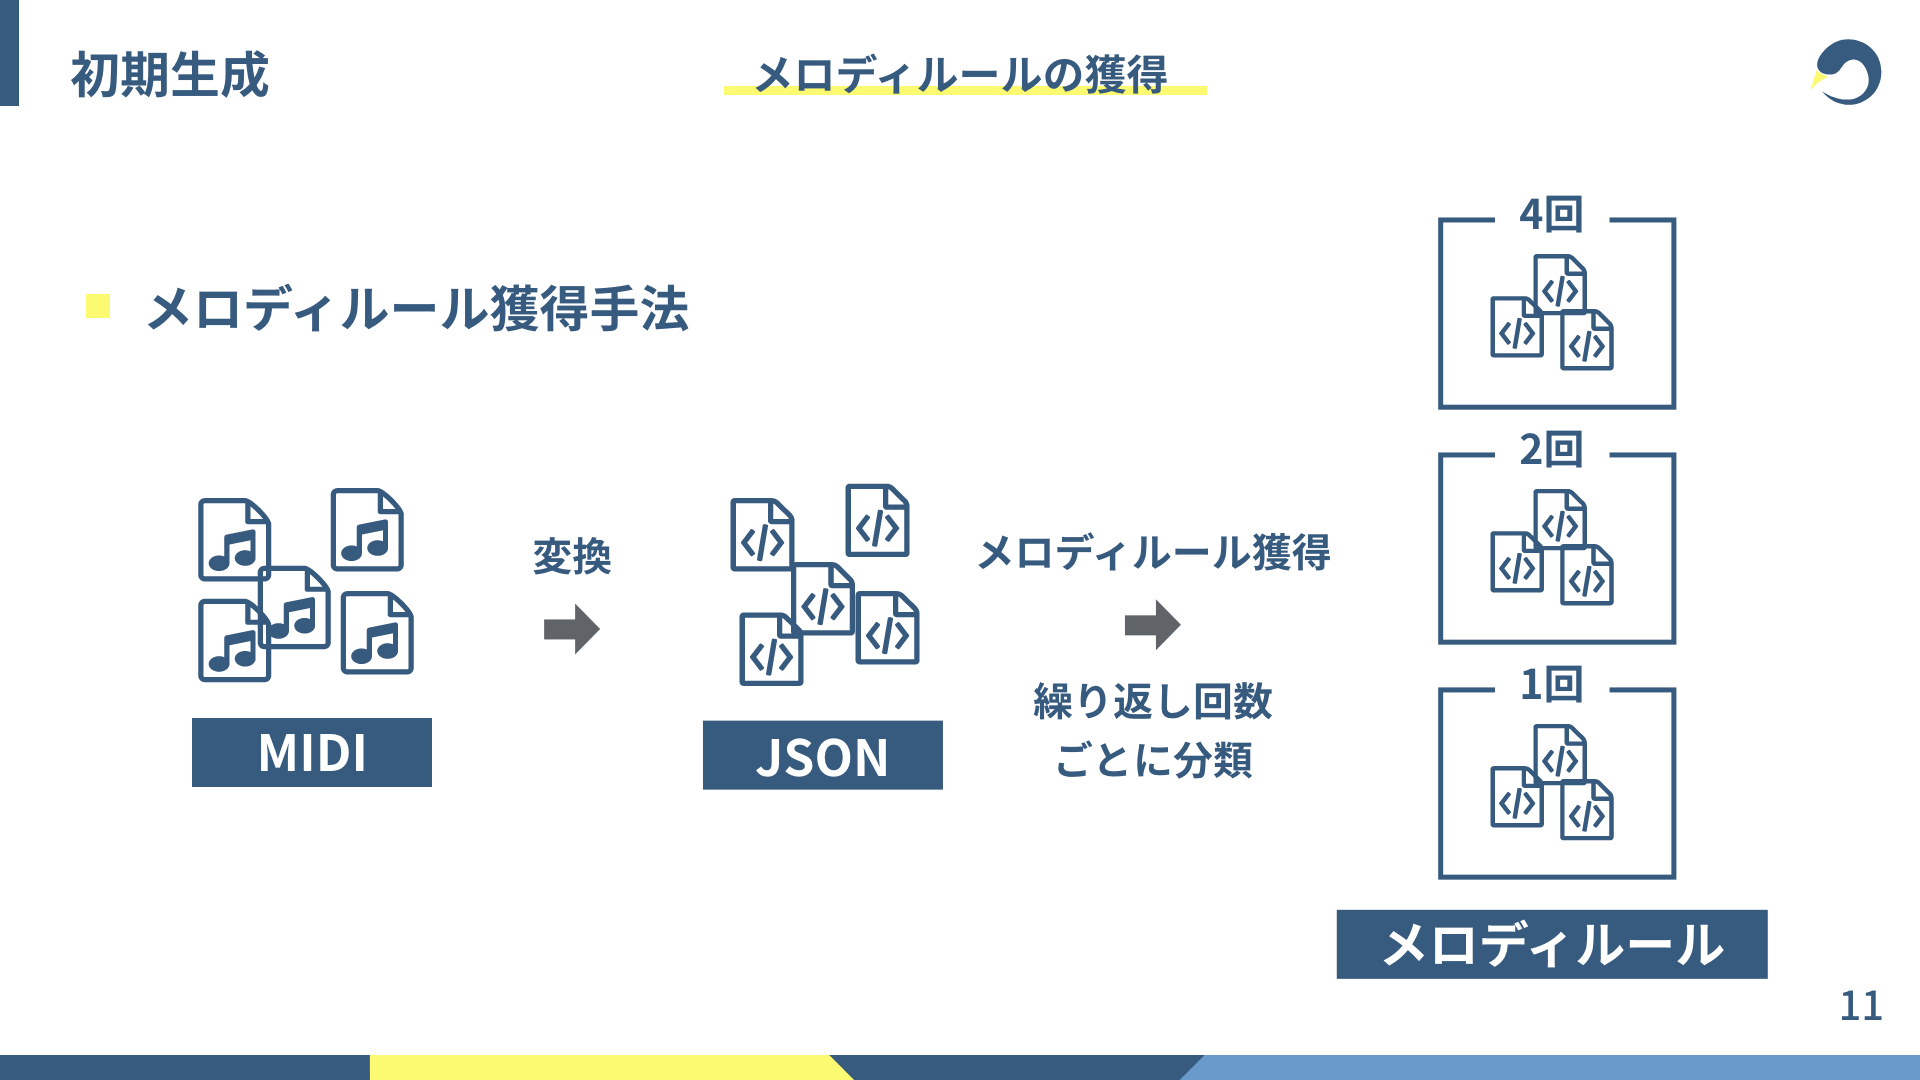 初期生成
メロディルールの獲得
メロディルール獲得手法
MIDI
変換
JSON
メロディルール獲得
繰り返し回数
ごとに分類
4回
2回
1回
メロディルール
11